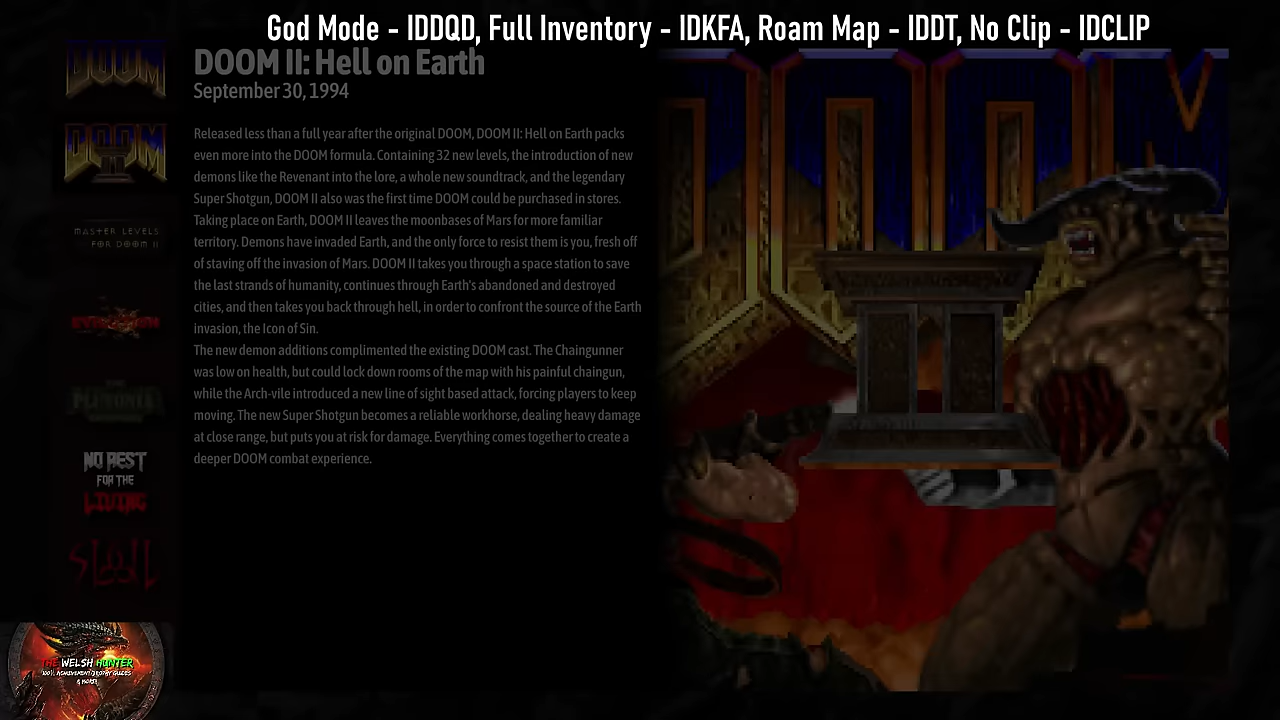 God Mode - IDDQD, Full Inventory - IDKFA, Roam Map - IDDT, No Clip - IDCLIP
DOOM
DOOM II: Hell on Earth
September 30, 1994
DOOM
II
Released less than a full year after the original DOOM, DOOM II: Hell on Earth packs
even more into the DOOM formula. Containing 32 new levels, the introduction of new
demons like the Revenant into the lore, a whole new soundtrack, and the legendary
Super Shotgun, DOOM II also was the first time DOOM could be purchased in stores.
Taking place on Earth, DOOM II leaves the moonbases of Mars for more familiar
territory. Demons have invaded Earth, and the only force to resist them is you, fresh off
of staving off the invasion of Mars. DOOM II takes you through a space station to save
the last strands of humanity, continues through Earth's abandoned and destroyed
cities, and then takes you back through hell, in order to confront the source of the Earth
invasion, the Icon of Sin.
The new demon additions complimented the existing DOOM cast. The Chaingunner
was low on health, but could lock down rooms of the map with his painful chaingun,
while the Arch-vile introduced a new line of sight based attack, forcing players to keep
moving. The new Super Shotgun becomes a reliable workhorse, dealing heavy damage
at close range, but puts you at risk for damage. Everything comes together to create a
deeper DOOM combat experience.
MASTER LEVELS
FOR DOOM II
PLUTONIA
NO REST
FOR THE
LIVING
SIGIL
DOOM
II
THE WELSH HUNTER
100% ACHIEVEMENT/TROPHY GUIDES
& MORE!